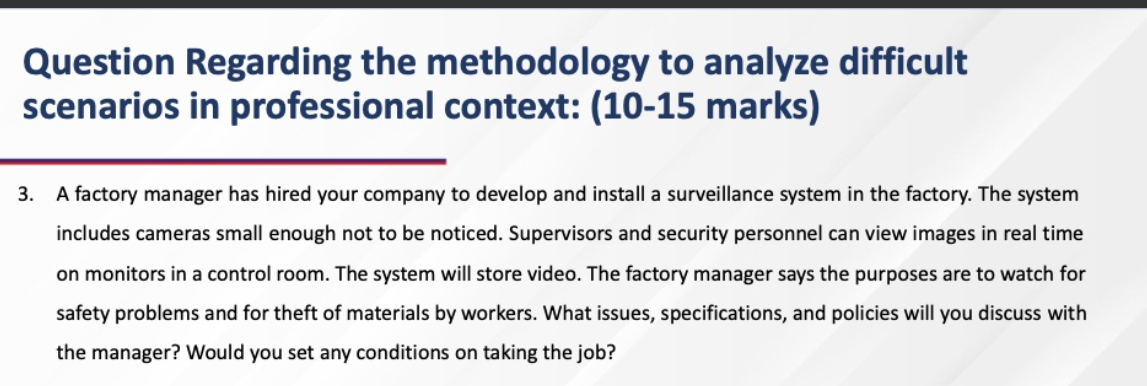 Question Regarding the methodology to analyze difficult
scenarios in professional context: (10-15 marks)
3. A factory manager has hired your company to develop and install a surveillance system in the factory. The system
includes cameras small enough not to be noticed. Supervisors and security personnel can view images in real time
on monitors in a control room. The system will store video. The factory manager says the purposes are to watch for
safety problems and for theft of materials by workers. What issues, specifications, and policies will you discuss with
the manager? Would you set any conditions on taking the job?